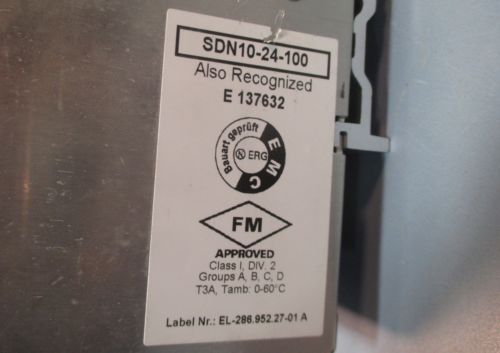 SDN10-24-100
Also Recognized
E 137632
Bauart geprüft
EMC
ERG
FM
APPROVED
Class I, DIV. 2
Groups A, B, C, D
T3A, Tamb: 0-60°C
Label Nr.: EL-286.952.27-01 A